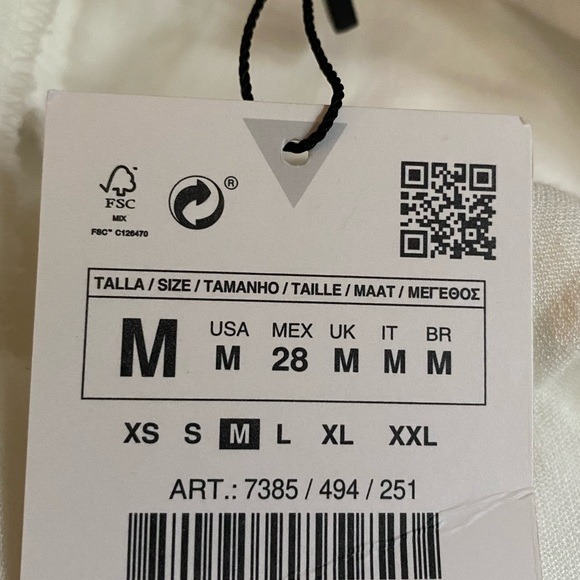 FSC
MIX
FSC™ C126470
®
TALLA / SIZE / TAMANHO / TAILLE / MAAT / ΜΕΓΕΘΟΣ
M USA MEX UK IT BR
M 28 M M M
XS S M L XL XXL
ART.: 7385 / 494 / 251